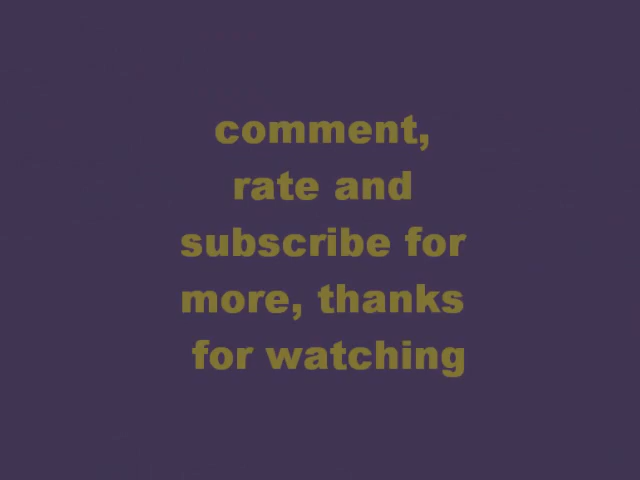 comment,
rate and
subscribe for
more, thanks
for watching